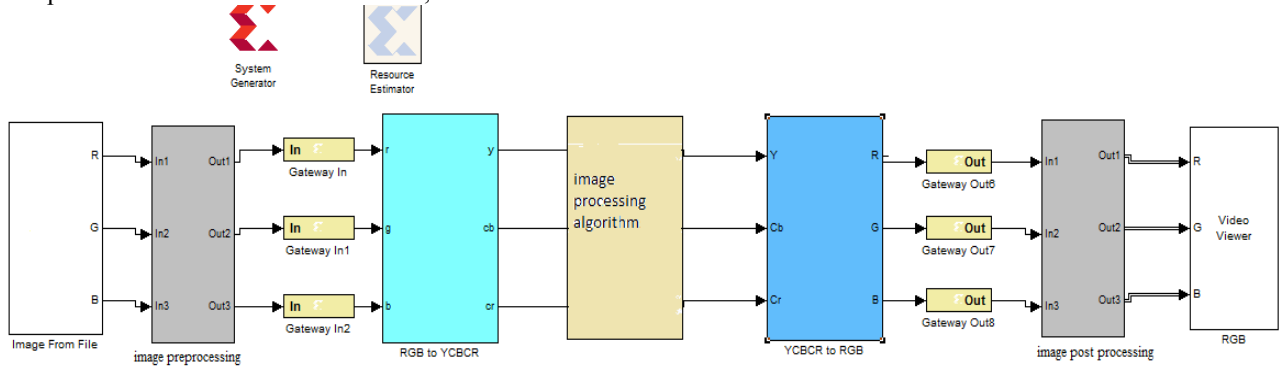 System
Generator
Resource
Estimator
R
G
B
Image From File
In1
In2
In3
Out1
Out2
Out3
image preprocessing
In
Gateway In
In
Gateway In1
In
Gateway In2
r
g
b
y
cb
cr
RGB to YCBCR
image
processing
algorithm
Y
Cb
Cr
R
G
B
YCBCR to RGB
Out
Gateway Out6
Out
Gateway Out7
Out
Gateway Out8
In1
In2
In3
Out1
Out2
Out3
image post processing
R
G
B
Video
Viewer
RGB